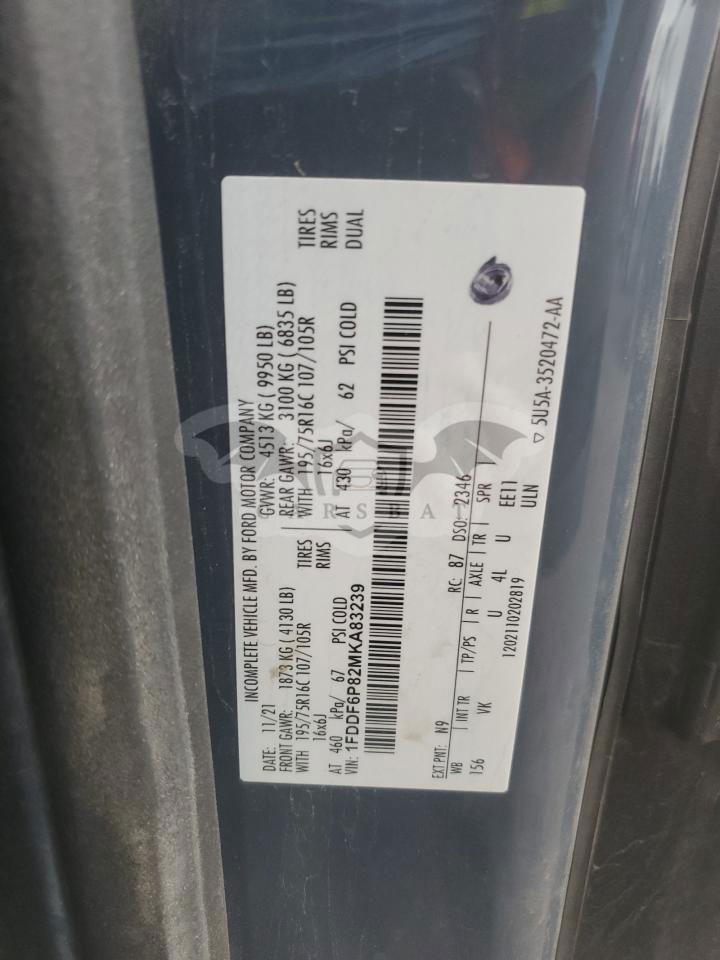 INCOMPLETE VEHICLE MFD. BY FORD MOTOR COMPANY
DATE: 11/21 GVWR: 4513 KG ( 9950 LB)
FRONT GAWR: 1873 KG ( 4130 LB) REAR GAWR: 3100 KG ( 6835 LB)
WITH 195/75R16C 107/105R TIRES WITH 195/75R16C 107/105R TIRES
16x6J RIMS 16x6J RIMS
AT 460 kPa/ 67 PSI COLD AT 430 kPa/ 62 PSI COLD DUAL
VIN: 1FDDF6P82MKA83239
EXT PNT: N9 RC: 87 DSO: 2346
WB INT TR TP/PS R AXLE TR SPR
156 VK U 4L U EE11
1202110202819 ULN
▽ 5U5A-3520472-AA